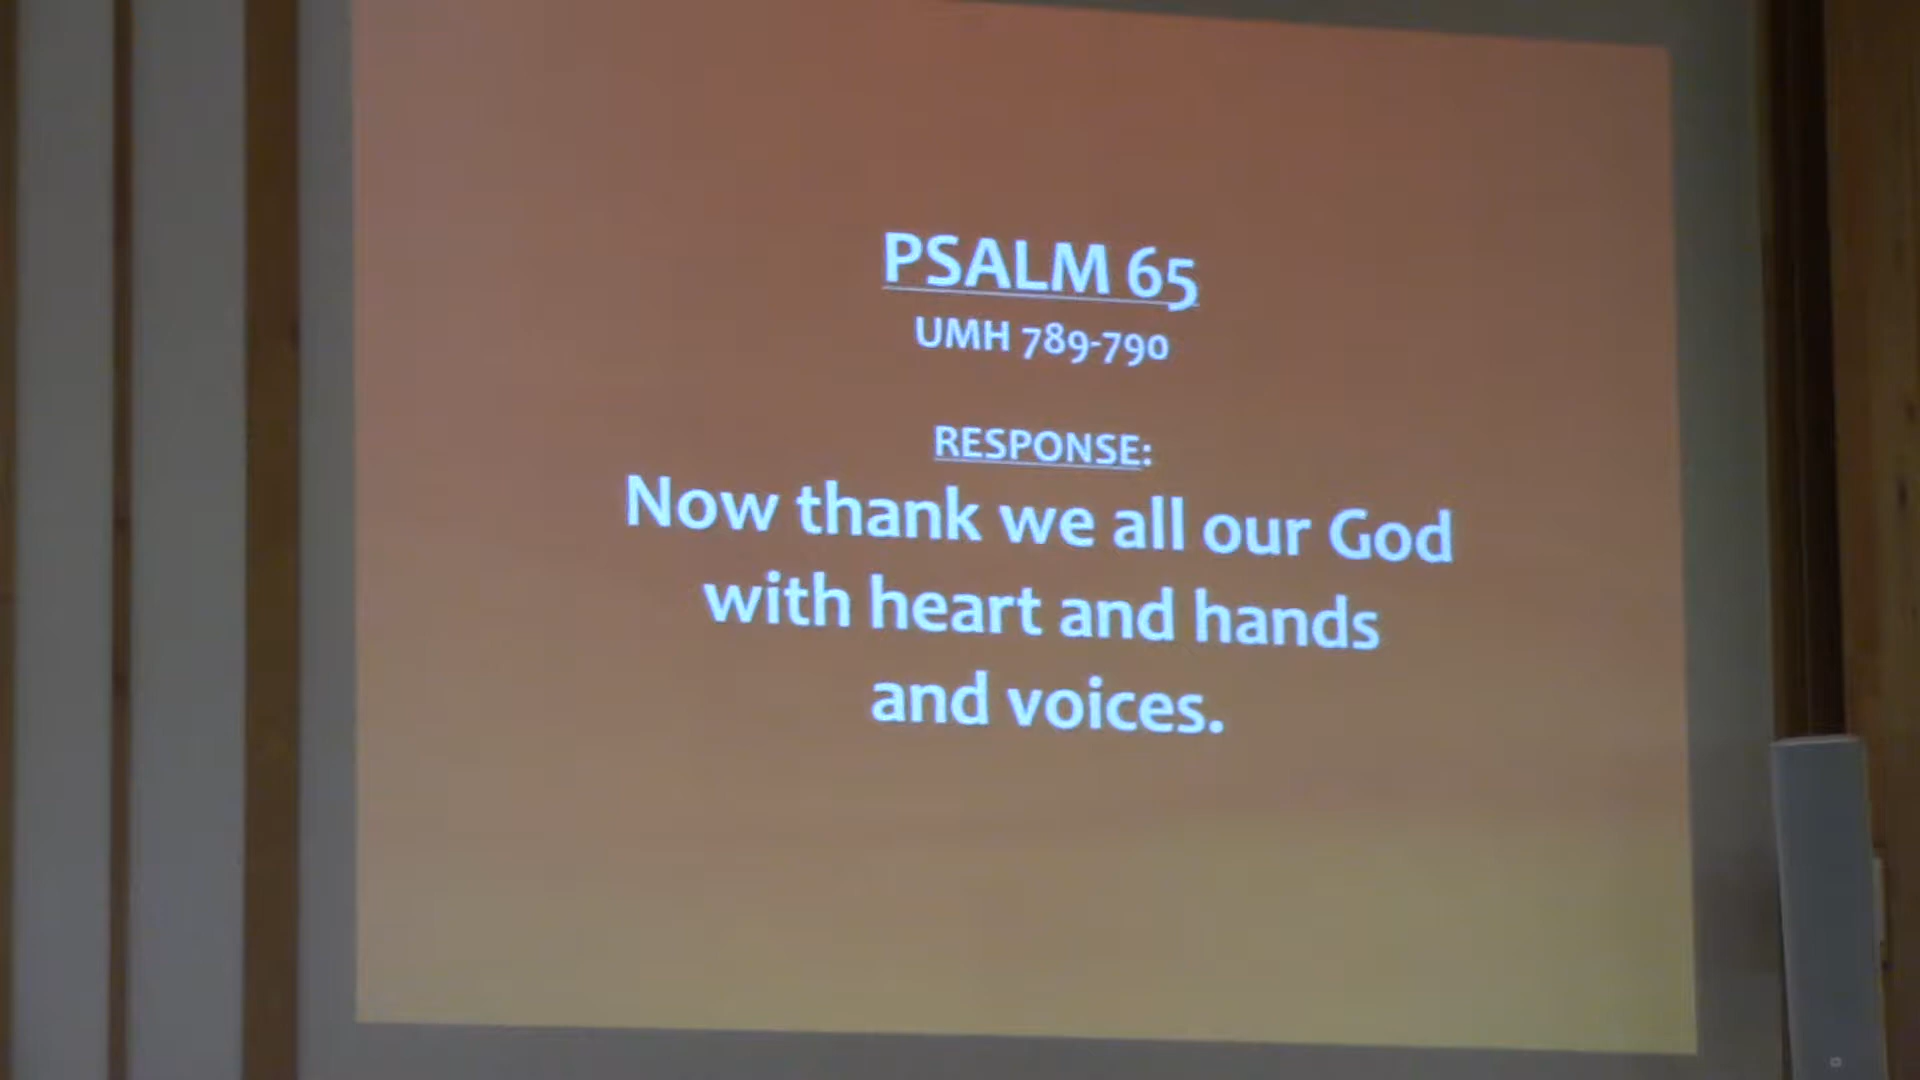 PSALM 65
UMH 789-790
RESPONSE:
Now thank we all our God
with heart and hands
and voices.